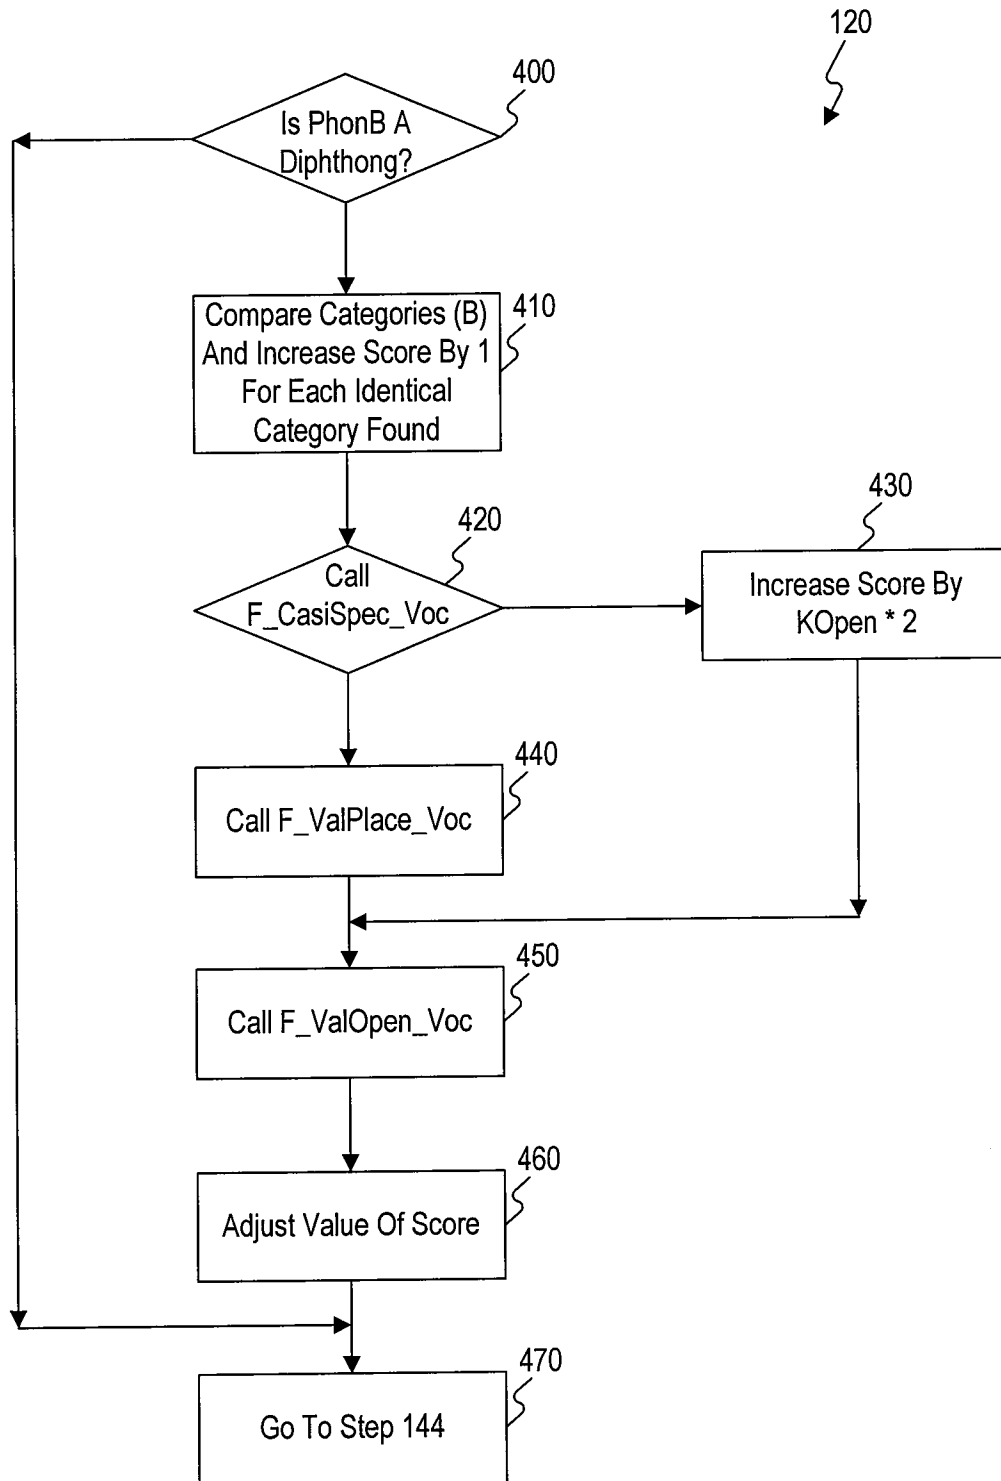 120
400
Is PhonB A
Diphthong?
410
Compare Categories (B)
And Increase Score By 1
For Each Identical
Category Found
420
Call
F_CasiSpec_Voc
430
Increase Score By
KOpen * 2
440
Call F_ValPlace_Voc
450
Call F_ValOpen_Voc
460
Adjust Value Of Score
470
Go To Step 144